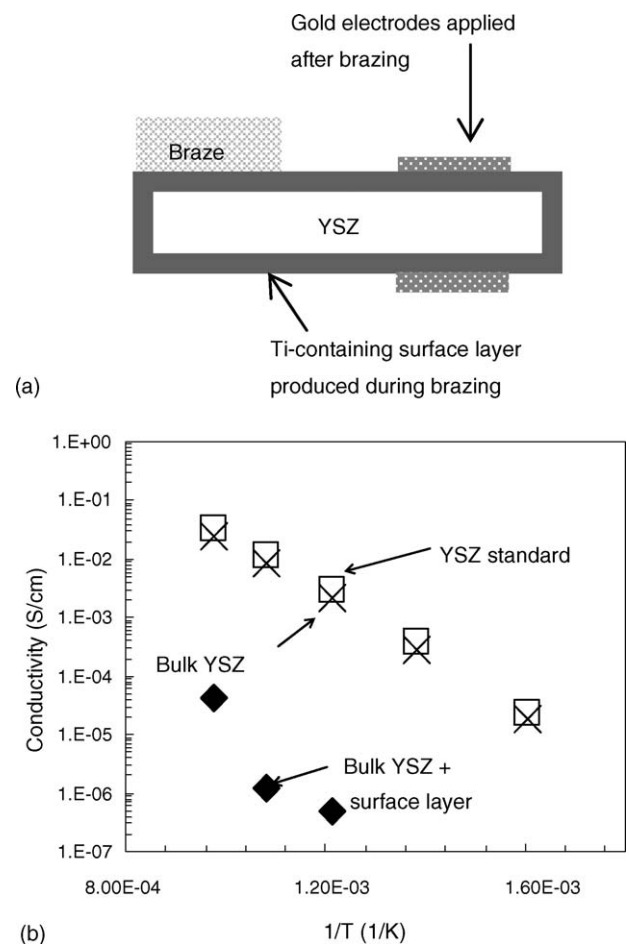 Gold electrodes applied
after brazing
Braze
YSZ
Ti-containing surface layer
produced during brazing
(a)
1.E+00
1.E-01
1.E-02
1.E-03
1.E-04
1.E-05
1.E-06
1.E-07
Conductivity (S/cm)
YSZ standard
Bulk YSZ
Bulk YSZ +
surface layer
8.00E-04
1.20E-03
1.60E-03
1/T (1/K)
(b)